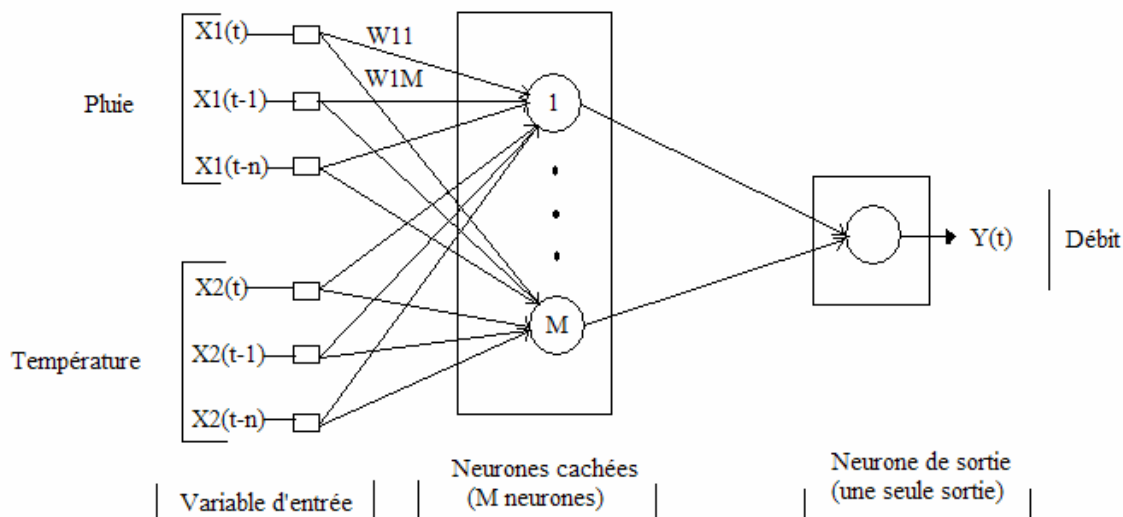 Pluie
X1(t)
X1(t-1)
X1(t-n)
W11
W1M
1
Température
X2(t)
X2(t-1)
X2(t-n)
M
Y(t)
Débit
Variable d'entrée
Neurones cachées
(M neurones)
Neurone de sortie
(une seule sortie)